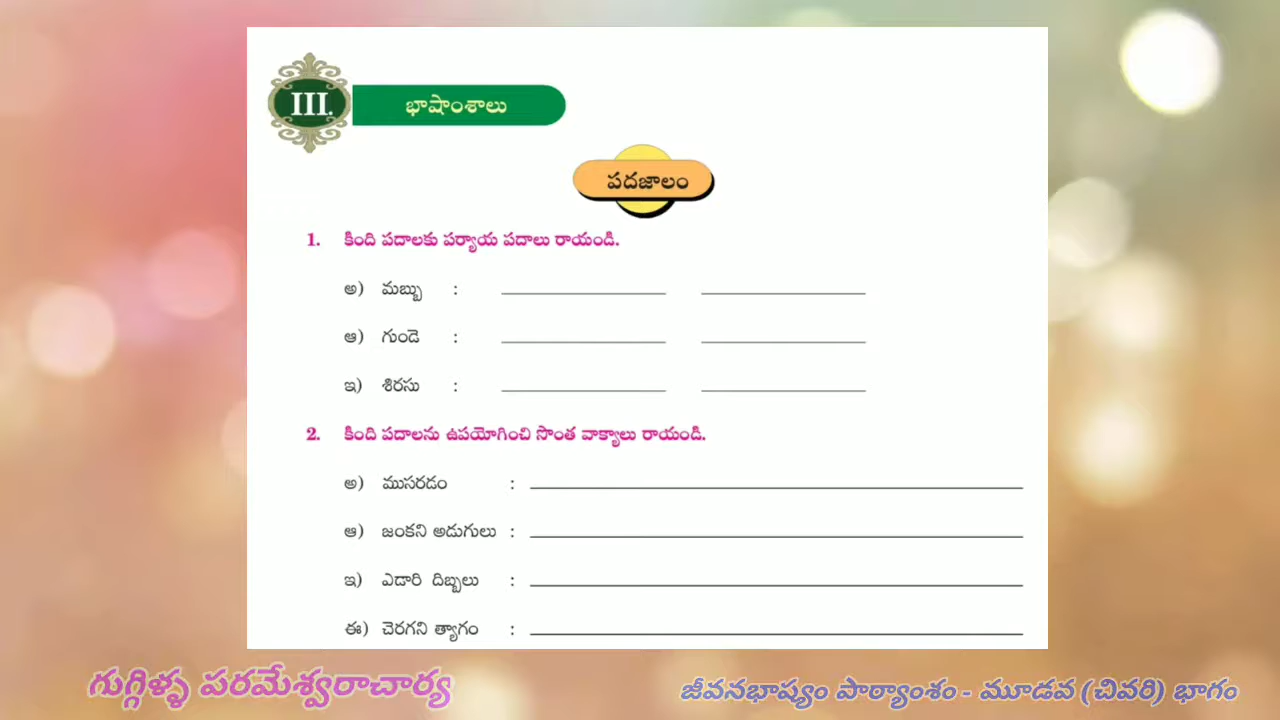 III. భాషాంశాలు
పదజాలం
1. కింది పదాలకు పర్యాయ పదాలు రాయండి.
అ) మబ్బు :
ఆ) గుండె :
ఇ) శిరసు :
2. కింది పదాలను ఉపయోగించి సొంత వాక్యాలు రాయండి.
అ) ముసరడం :
ఆ) జంకని అడుగులు :
ఇ) ఎడారి దిబ్బలు :
ఈ) చెరగని త్యాగం :
గుగ్గిళ్ళ పరమేశ్వరాచార్య
జీవనభాష్యం పాఠ్యాంశం - మూడవ (చివరి) భాగం